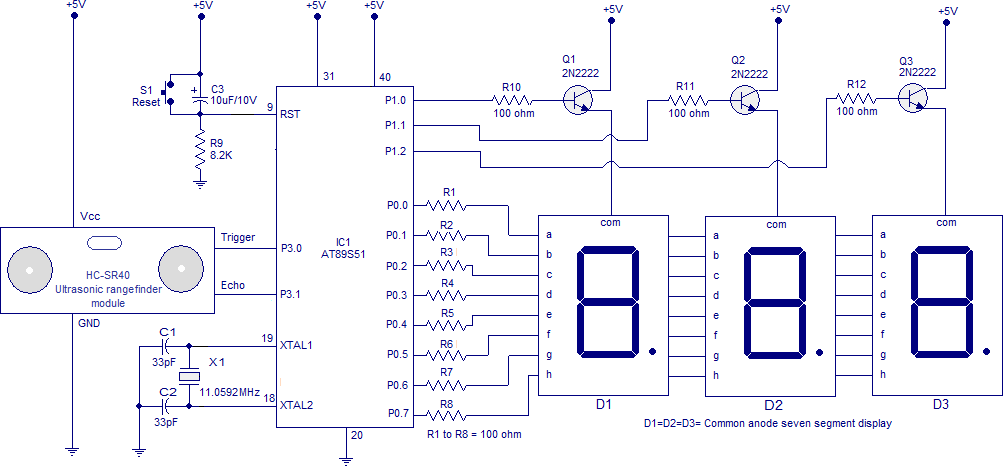 +5V
+5V
+5V
+5V
+5V
+5V
+5V
S1
Reset
C3
10uF/10V
+
R9
8.2K
9
31
40
RST
P1.0
P1.1
P1.2
P0.0
P0.1
P0.2
P0.3
P0.4
P0.5
P0.6
P0.7
P3.0
P3.1
XTAL1
XTAL2
19
18
20
IC1
AT89S51
R10
100 ohm
Q1
2N2222
R11
100 ohm
Q2
2N2222
R12
100 ohm
Q3
2N2222
R1
R2
R3
R4
R5
R6
R7
R8
R1 to R8 = 100 ohm
Vcc
Trigger
Echo
HC-SR40
Ultrasonic rangefinder
module
GND
C1
33pF
X1
11.0592MHz
C2
33pF
com
a
b
c
d
e
f
g
h
8.
D1
com
a
b
c
d
e
f
g
h
8.
D2
com
a
b
c
d
e
f
g
h
8.
D3
D1=D2=D3= Common anode seven segment display